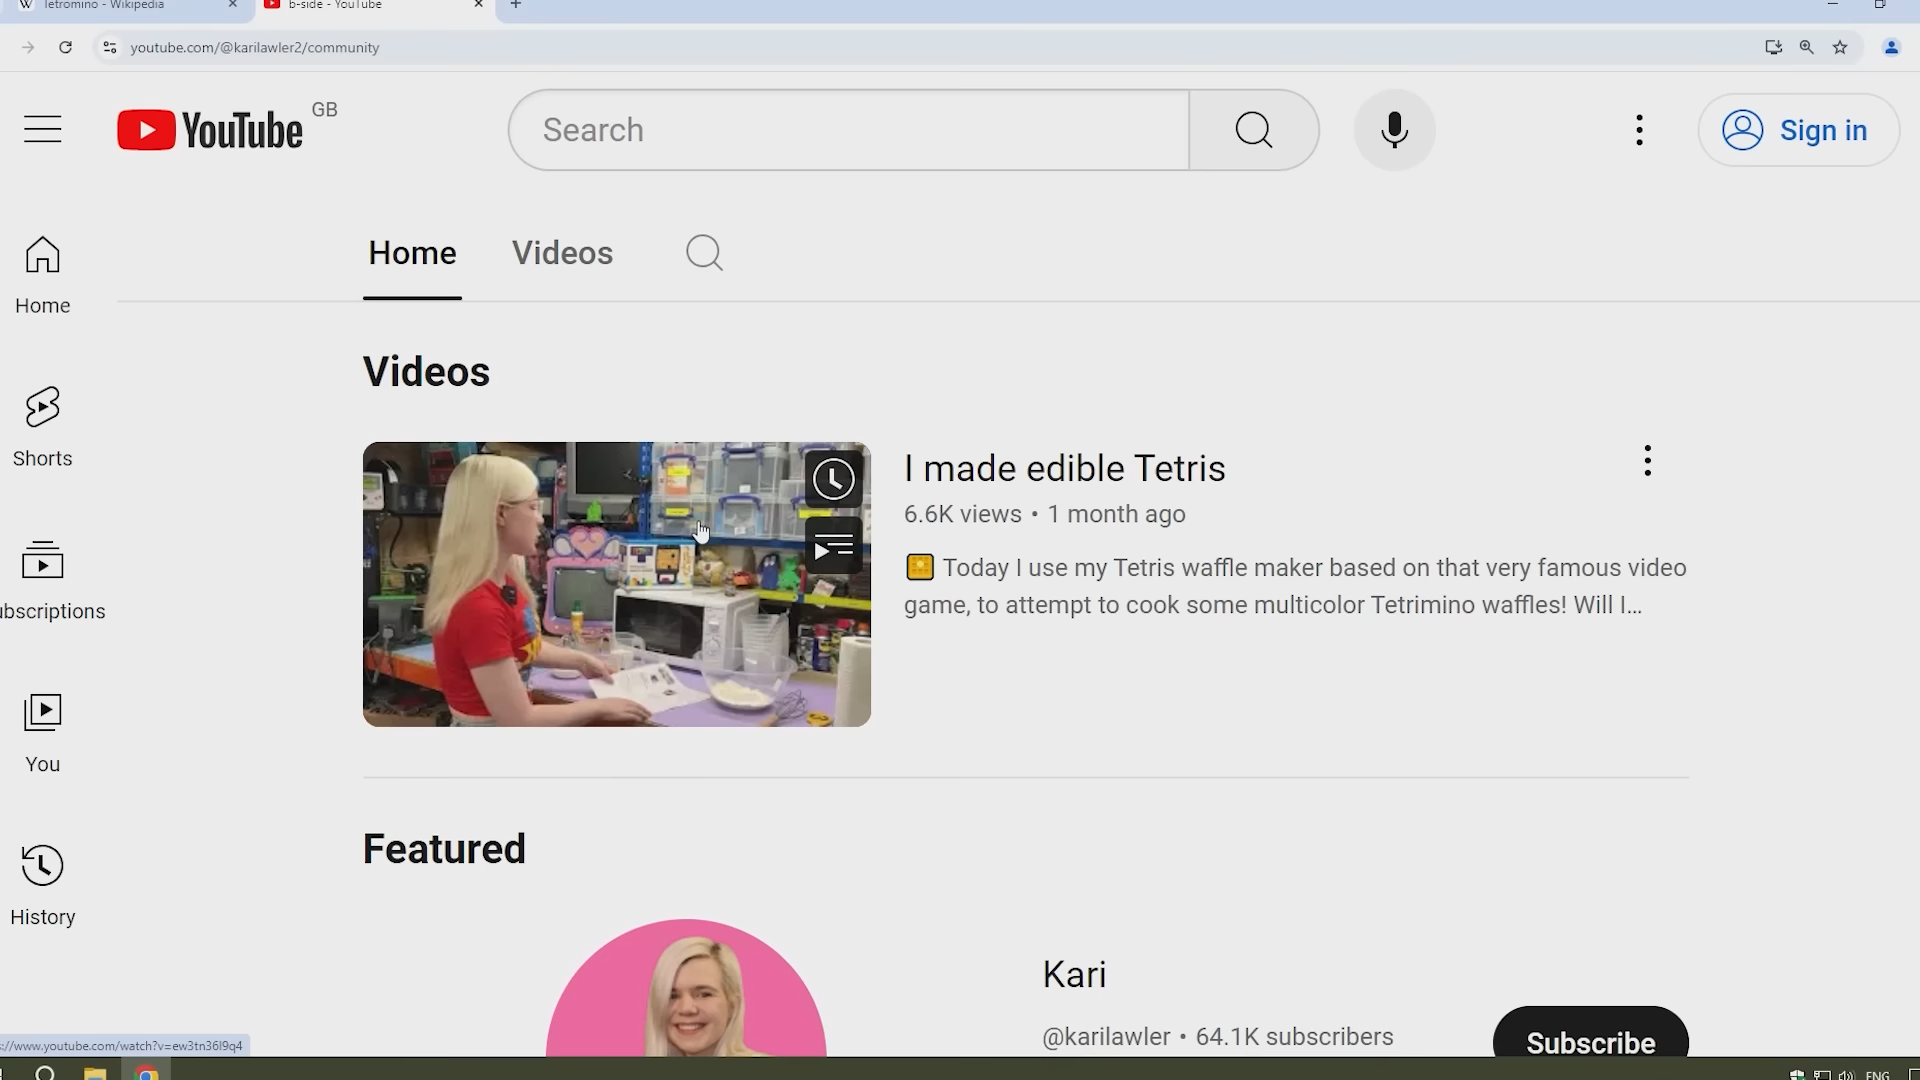 Tetromino - Wikipedia
b-side - YouTube
youtube.com/@karilawler2/community
YouTube GB
Search
Sign in
Home
Videos
Home
Shorts
ubscriptions
You
History
Videos
I made edible Tetris
6.6K views • 1 month ago
Today I use my Tetris waffle maker based on that very famous video
game, to attempt to cook some multicolor Tetrimino waffles! Will I...
Featured
Kari
@karilawler • 64.1K subscribers
Subscribe
://www.youtube.com/watch?v=ew3tn36l9q4
ENG